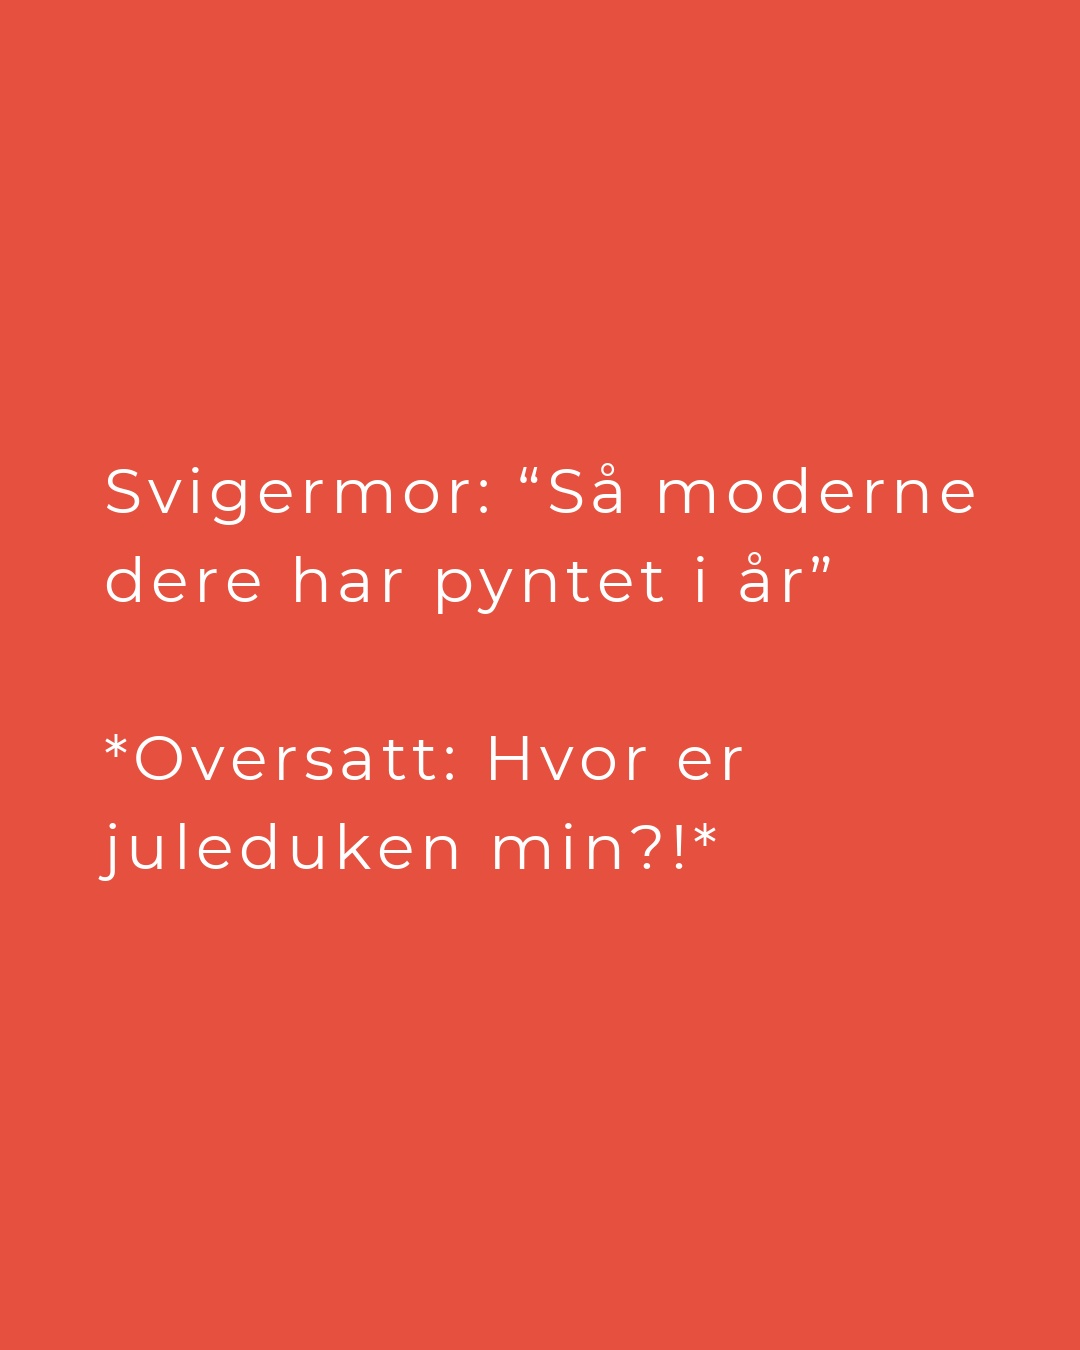 Svigermor: “Så moderne
dere har pyntet i år”
*Oversatt: Hvor er
juleduken min?!*